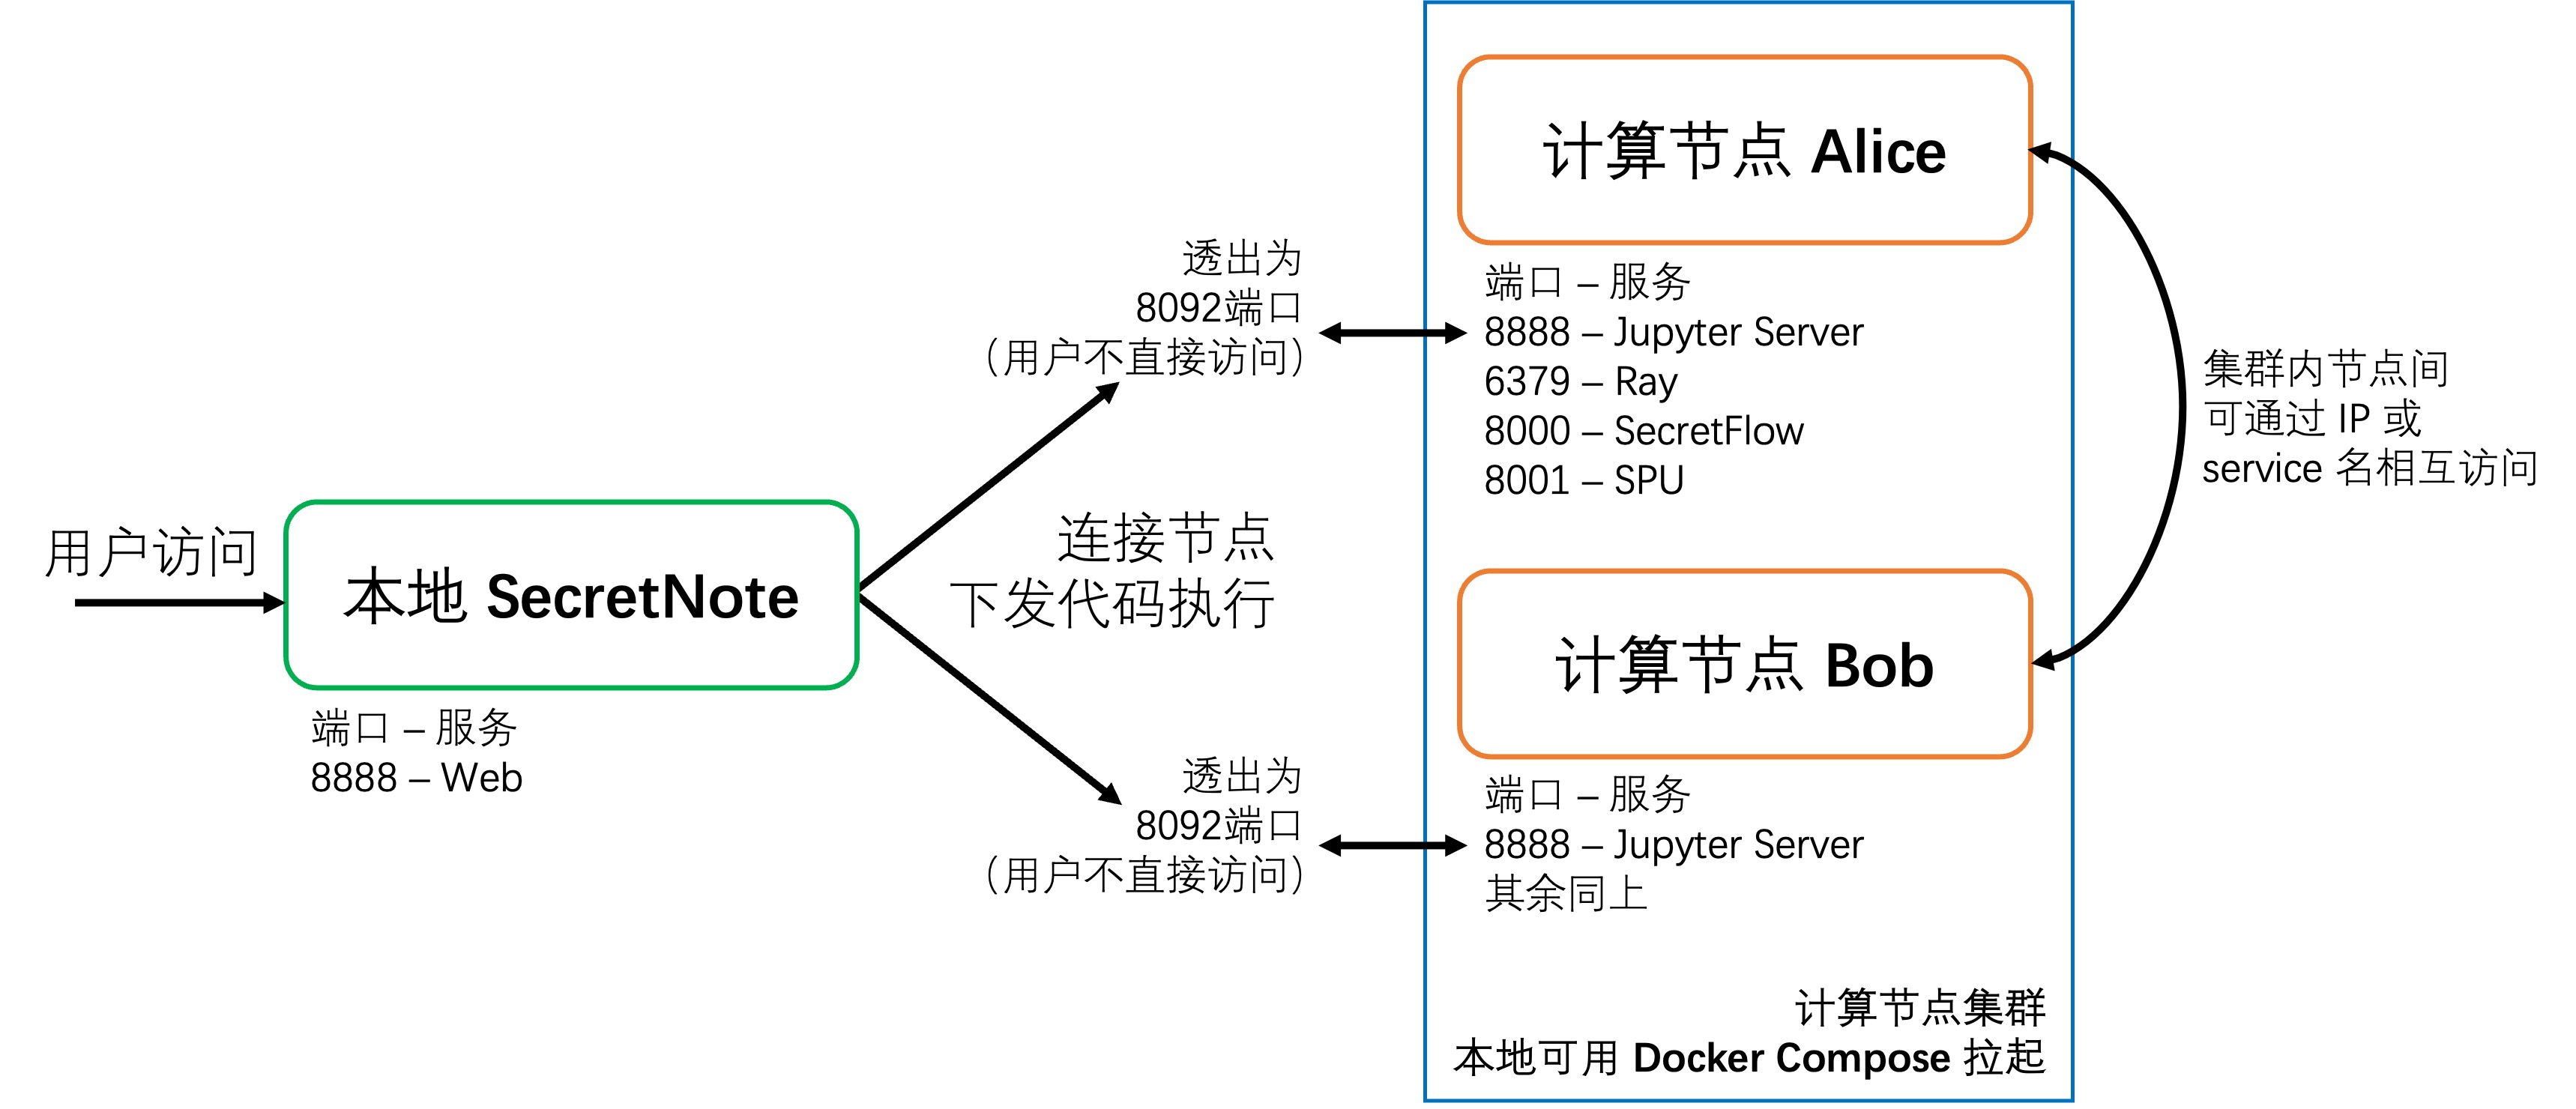 用户访问
本地 SecretNote
端口 – 服务
8888 – Web
透出为
8092端口
（用户不直接访问）
连接节点
下发代码执行
透出为
8092端口
（用户不直接访问）
计算节点 Alice
端口 – 服务
8888 – Jupyter Server
6379 – Ray
8000 – SecretFlow
8001 – SPU
计算节点 Bob
端口 – 服务
8888 – Jupyter Server
其余同上
计算节点集群
本地可用 Docker Compose 拉起
集群内节点间
可通过 IP 或
service 名相互访问